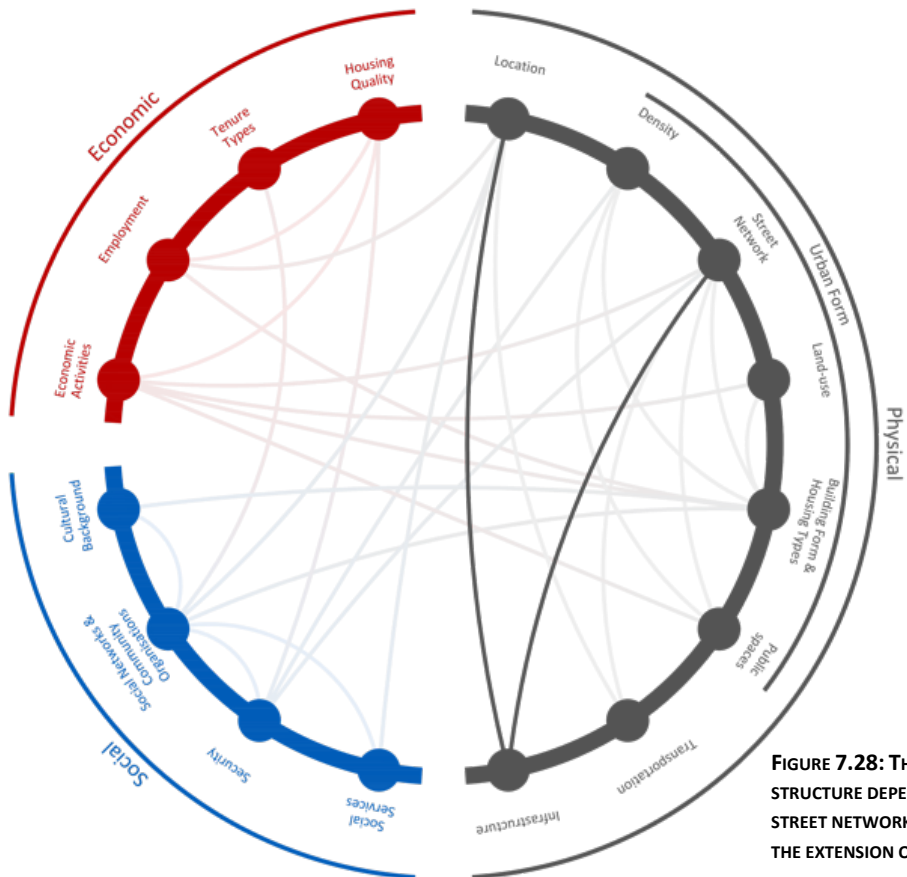 Economic
Housing
Quality
Tenure
Types
Employment
Economic
Activities
Location
Density
Street
Network
Urban Form
Land-use
Physical
Building Form &
Housing Types
Public
spaces
Transportation
Infrastructure
Cultural
Background
Social Networks &
Community
Organisations
Security
Social
Services
Social
FIGURE 7.28: TH
STRUCTURE DEPE
STREET NETWORK
THE EXTENSION O